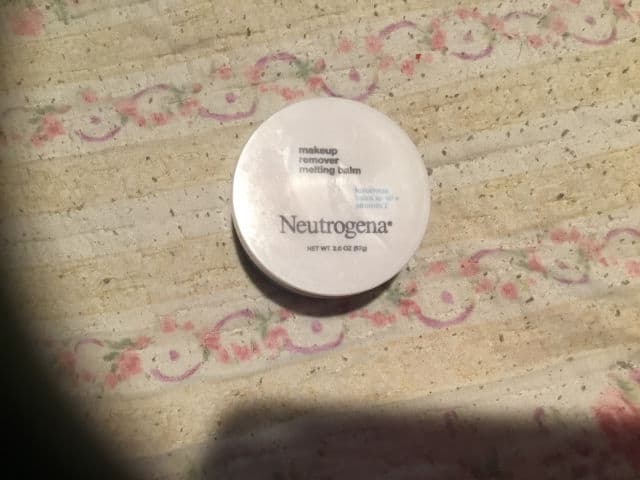 makeup
remover
melting balm
Neutrogena®
NET WT. 2.0 OZ (57g)